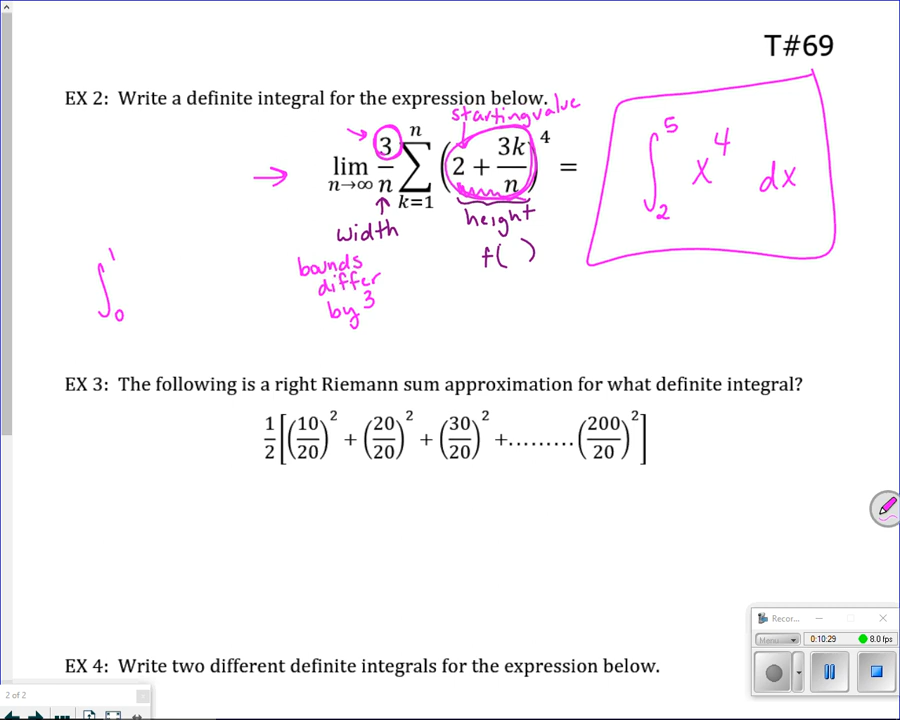 T#69
EX 2: Write a definite integral for the expression below.
starting value
→ lim n→∞ 3/n ∑ k=1 n (2 + 3k/n)^4 = ∫_2^5 x^4 dx
width
height
f( )
bounds
differ
by 3
∫_0^1
EX 3: The following is a right Riemann sum approximation for what definite integral?
1/2 [(10/20)^2 + (20/20)^2 + (30/20)^2 +......... (200/20)^2]
EX 4: Write two different definite integrals for the expression below.
Recor...
Menu
0:10:29
8.0 fps
2 of 2